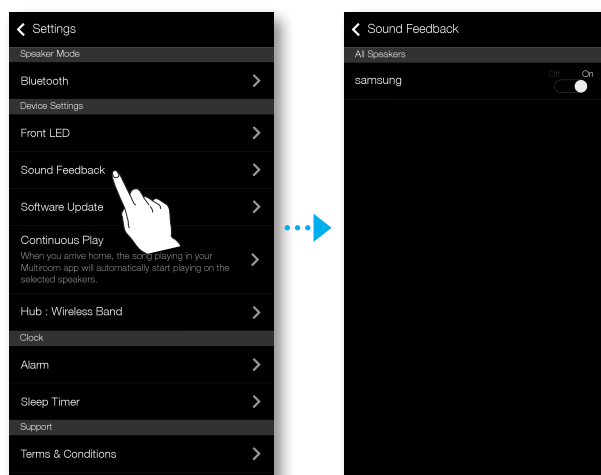 Settings
Speaker Mode
Bluetooth
Device Settings
Front LED
Sound Feedback
Software Update
Continuous Play
When you arrive home, the song playing in your
Multiroom app will automatically start playing on the
selected speakers.
Hub : Wireless Band
Clock
Alarm
Sleep Timer
Support
Terms & Conditions
Sound Feedback
All Speakers
samsung
Off On